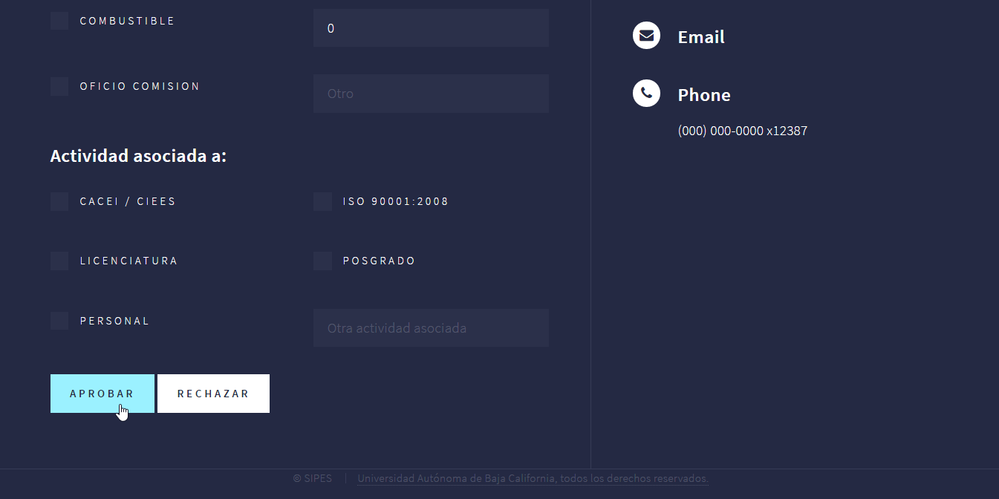 COMBUSTIBLE
0
OFICIO COMISION
Otro
Actividad asociada a:
CACEI / CIEES
ISO 90001:2008
LICENCIATURA
POSGRADO
PERSONAL
Otra actividad asociada
APROBAR
RECHAZAR
Email
Phone
(000) 000-0000 x12387
© SIPES
Universidad Autónoma de Baja California, todos los derechos reservados.